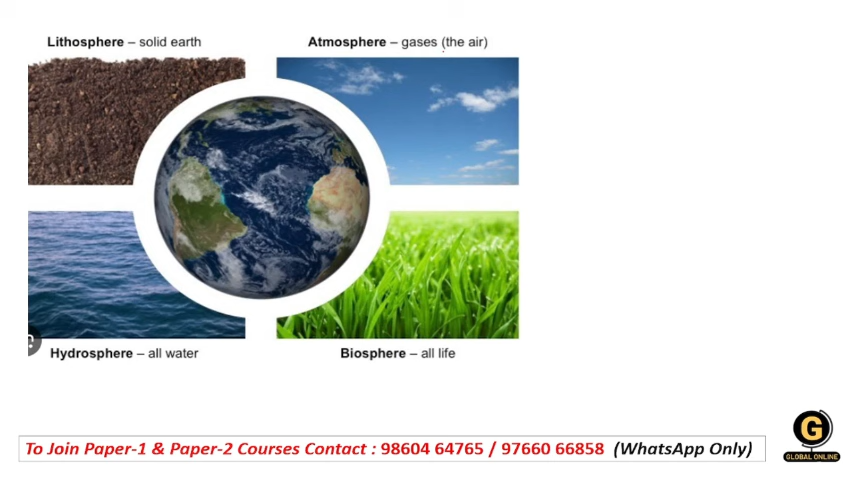 Lithosphere – solid earth
Atmosphere – gases (the air)
Hydrosphere – all water
Biosphere – all life
To Join Paper-1 & Paper-2 Courses Contact : 98604 64765 / 97660 66858 (WhatsApp Only)
G
GLOBAL ONLINE